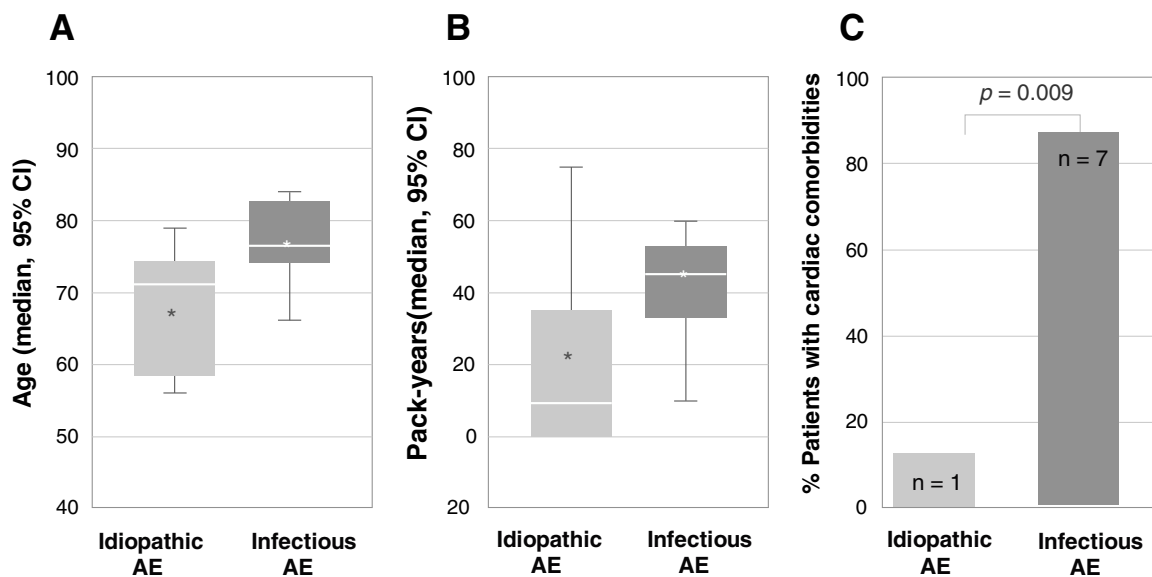 A
Age (median, 95% CI)
100
90
80
70
60
50
40
*
*
Idiopathic
AE
Infectious
AE
B
Pack-years(median, 95% CI)
100
80
60
40
20
0
20
*
*
Idiopathic
AE
Infectious
AE
C
% Patients with cardiac comorbidities
100
80
60
40
20
0
p = 0.009
n = 7
n = 1
Idiopathic
AE
Infectious
AE